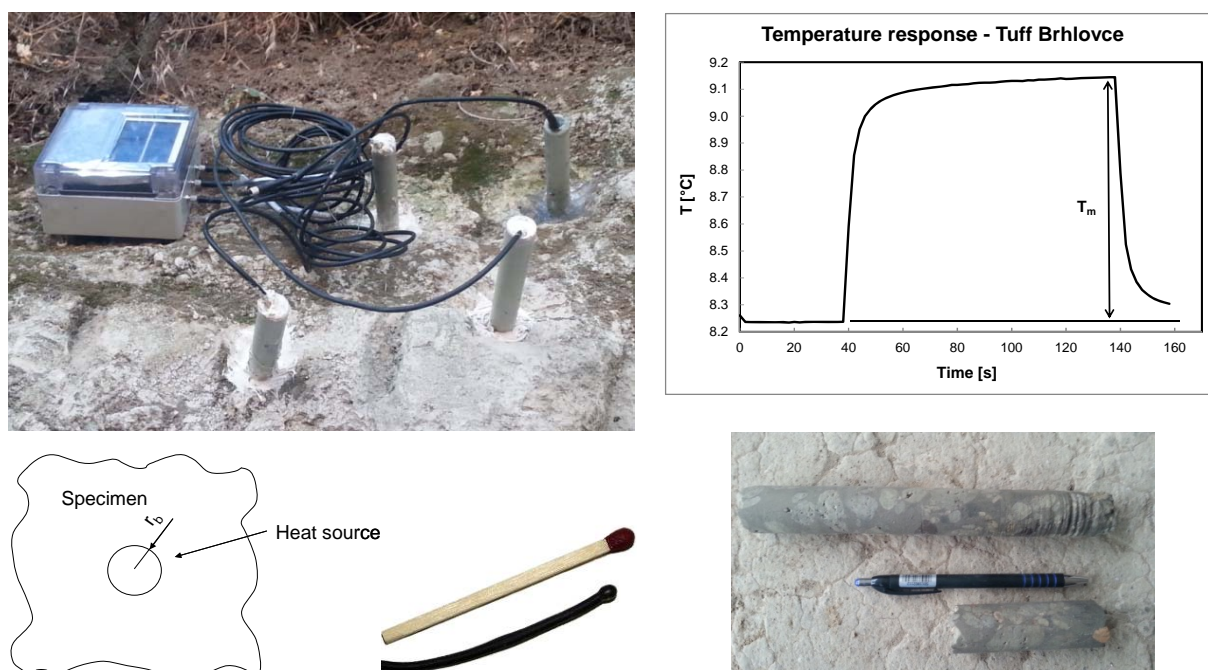 Temperature response - Tuff Brhlovce
9.2
9.1
9.0
8.9
8.8
8.7
8.6
8.5
8.4
8.3
8.2
T [°C]
Tm
0 20 40 60 80 100 120 140 160
Time [s]
Specimen
rb
Heat source